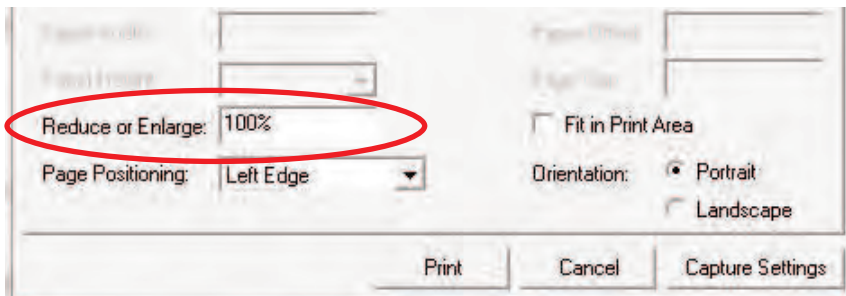 Reduce or Enlarge: 100% Fit in Print Area
Page Positioning: Left Edge Orientation: Portrait
Landscape
Print Cancel Capture Settings